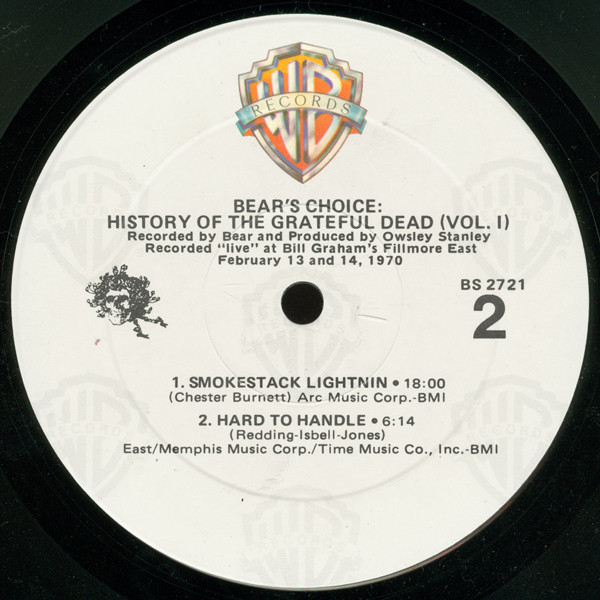 WB
RECORDS
BEAR'S CHOICE:
HISTORY OF THE GRATEFUL DEAD (VOL. I)
Recorded by Bear and Produced by Owsley Stanley
Recorded "live" at Bill Graham's Fillmore East
February 13 and 14, 1970
BS 2721
2
1. SMOKESTACK LIGHTNIN • 18:00
(Chester Burnett) Arc Music Corp.-BMI
2. HARD TO HANDLE • 6:14
(Redding-Isbell-Jones)
East/Memphis Music Corp./Time Music Co., Inc.-BMI